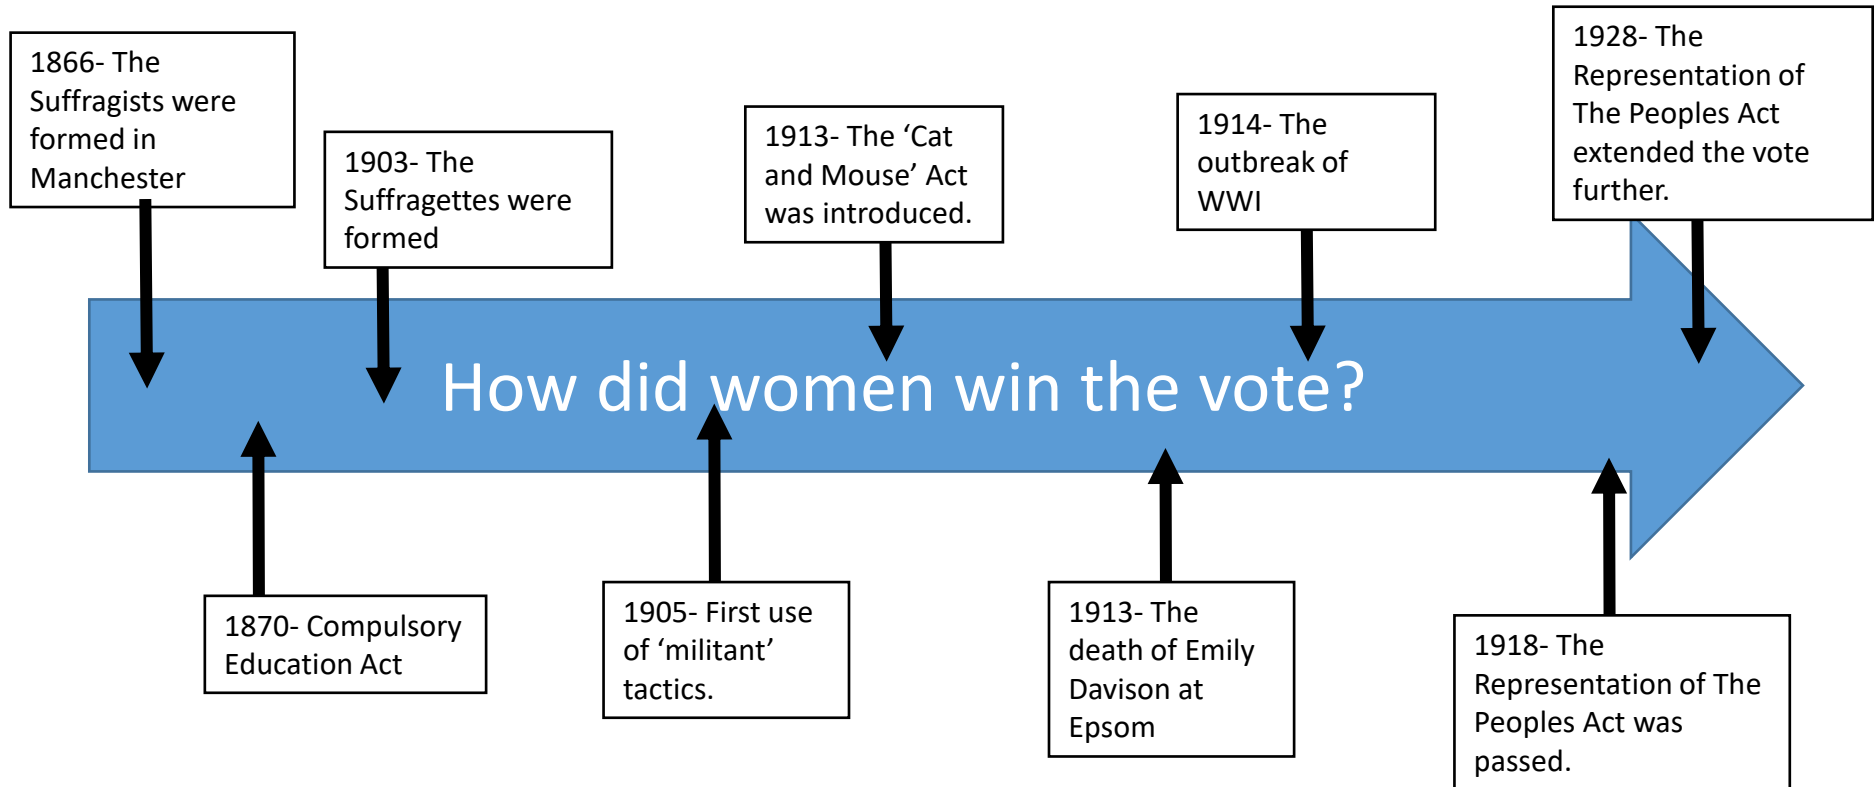 1866- The
Suffragists were
formed in
Manchester
1903- The
Suffragettes were
formed
1913- The ‘Cat
and Mouse’ Act
was introduced.
1914- The
outbreak of
WWI
1928- The
Representation of
The Peoples Act
extended the vote
further.
How did women win the vote?
1870- Compulsory
Education Act
1905- First use
of ‘militant’
tactics.
1913- The
death of Emily
Davison at
Epsom
1918- The
Representation of The
Peoples Act was
passed.